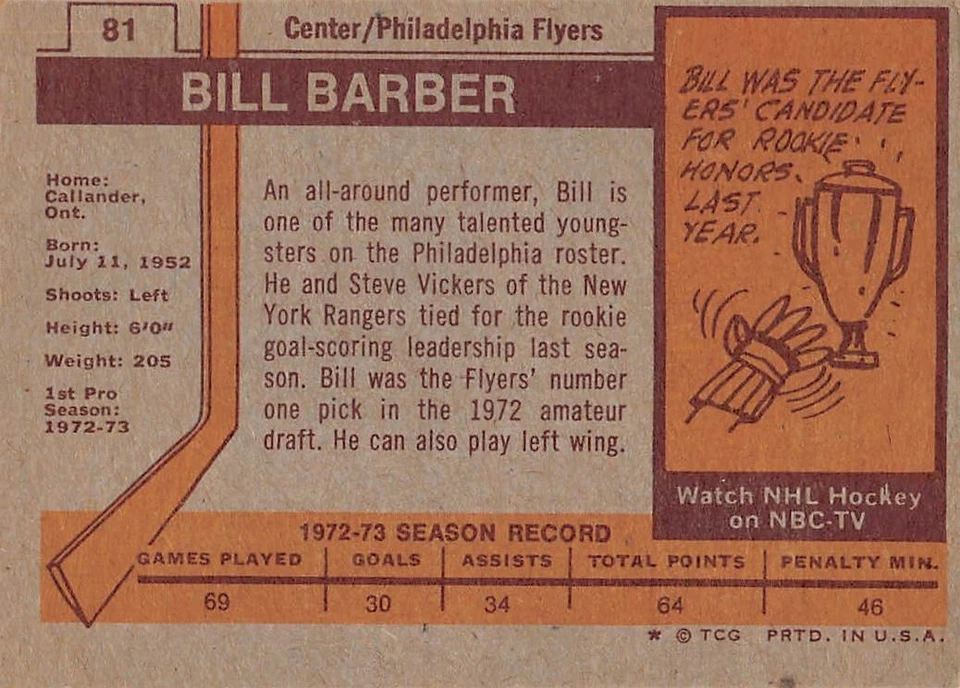 81
Center/Philadelphia Flyers
BILL BARBER
Home:
Callander,
Ont.
Born:
July 11, 1952
Shoots: Left
Height: 6'0"
Weight: 205
1st Pro
Season:
1972-73
An all-around performer, Bill is
one of the many talented young-
sters on the Philadelphia roster.
He and Steve Vickers of the New
York Rangers tied for the rookie
goal-scoring leadership last sea-
son. Bill was the Flyers' number
one pick in the 1972 amateur
draft. He can also play left wing.
BILL WAS THE FLY-
ERS' CANDIDATE
FOR ROOKIE
HONORS
LAST
YEAR.
Watch NHL Hockey
on NBC-TV
1972-73 SEASON RECORD
GAMES PLAYED GOALS ASSISTS TOTAL POINTS PENALTY MIN.
69 30 34 64 46
* © TCG PRTD. IN U.S.A.